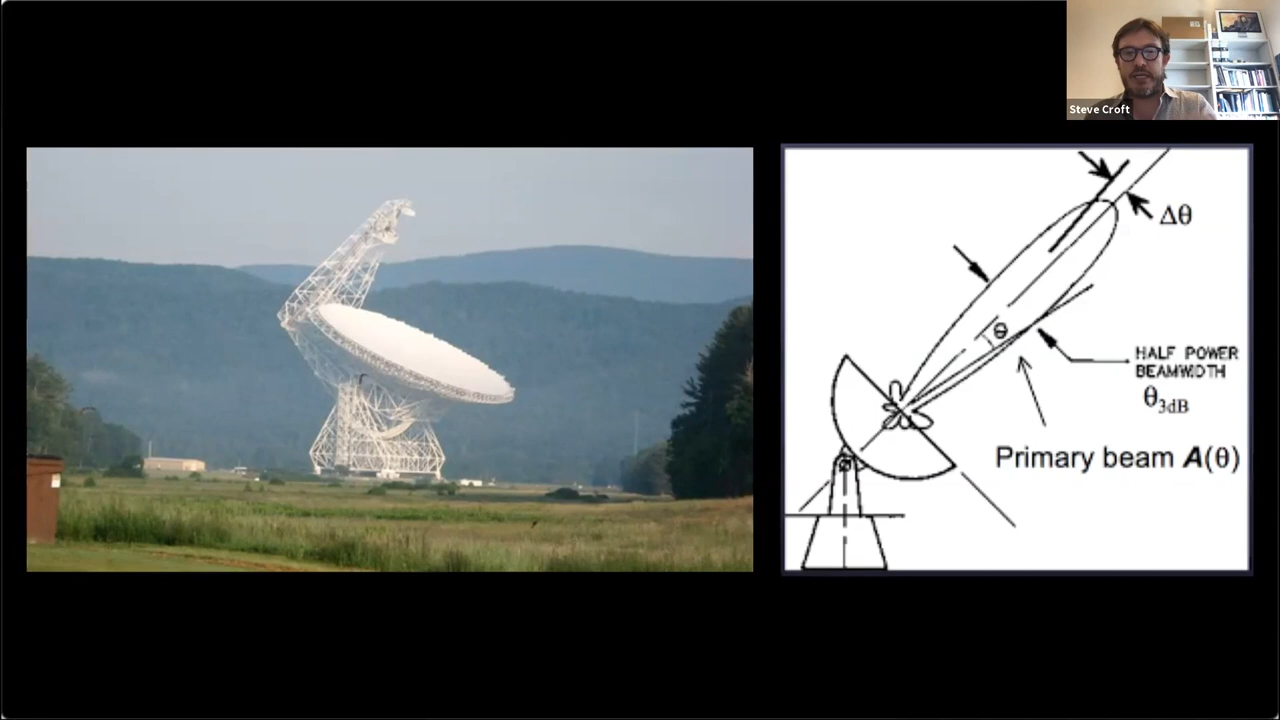 Steve Croft
Δθ
θ
HALF POWER
BEAMWIDTH
θ3dB
Primary beam A(θ)